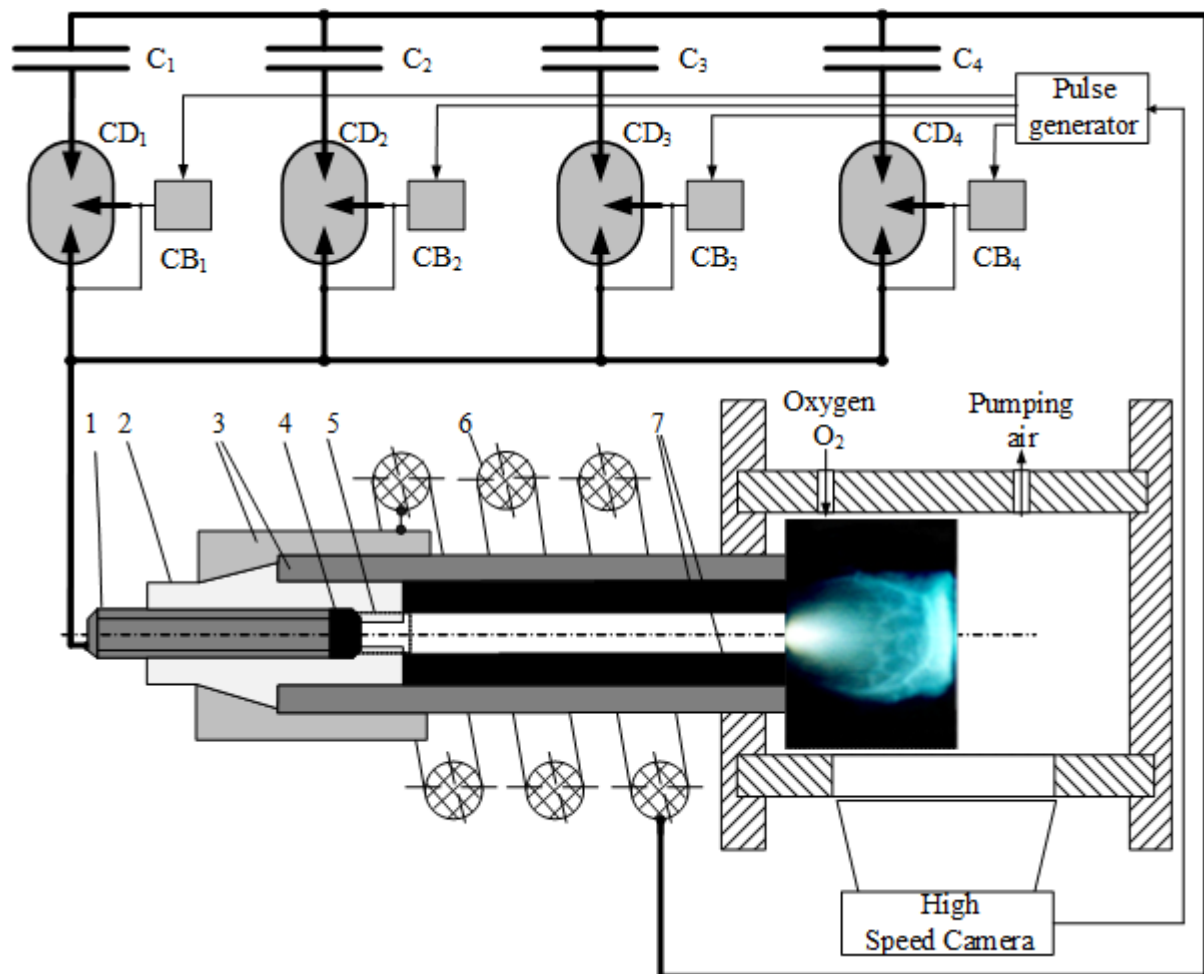 C1
C2
C3
C4
Pulse
generator
CD1
CD2
CD3
CD4
CB1
CB2
CB3
CB4
1
2
3
4
5
6
7
Oxygen
O2
Pumping
air
High
Speed Camera